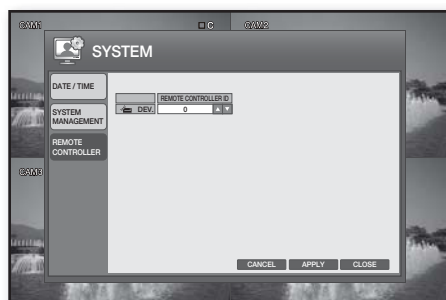 CAM1
C
CAM2
SYSTEM
DATE / TIME
REMOTE CONTROLLER ID
DEV.
0
SYSTEM
MANAGEMENT
REMOTE
CONTROLLER
CAM3
CANCEL
APPLY
CLOSE